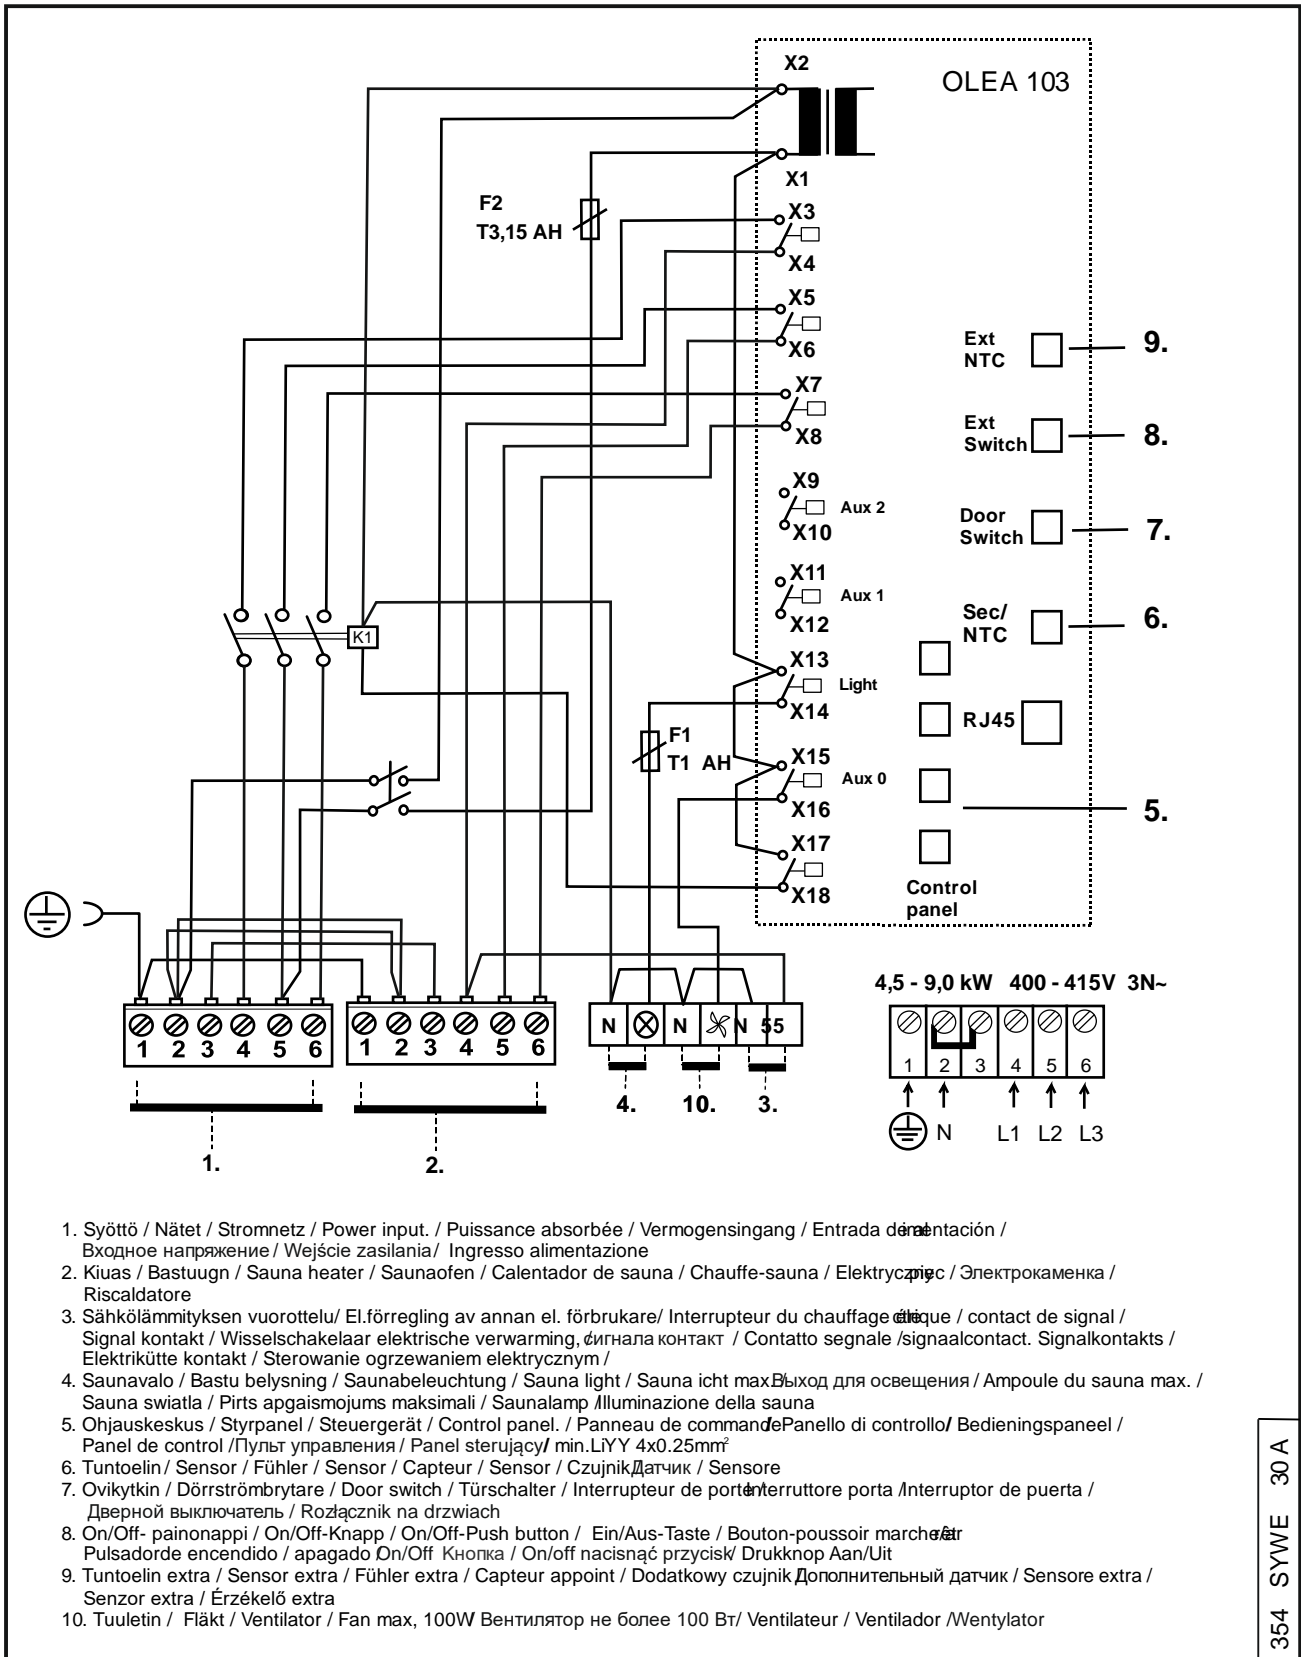 X2
OLEA 103
X1
F2
T3,15 AH
X3
X4
X5
X6
Ext
NTC
9.
X7
X8
Ext
Switch
8.
X9
Aux 2
X10
Door
Switch
7.
X11
Aux 1
X12
Sec/
NTC
6.
K1
X13
Light
X14
RJ45
F1
T1 AH
X15
Aux 0
X16
5.
X17
X18
Control
panel
4,5 - 9,0 kW 400 - 415V 3N~
1 2 3 4 5 6
1 2 3 4 5 6
N N N 55
1 2 3 4 5 6
N L1 L2 L3
4. 10. 3.
1. 2.
1. Syöttö / Nätet / Stromnetz / Power input. / Puissance absorbée / Vermogensingang / Entrada de /
Входное напряжение / Wejście zasilania / Ingresso alimentazione
2. Kiuas / Bastuugn / Sauna heater / Saunaofen / Calentador de sauna / Chauffe-sauna / / Электрокаменка /
Riscaldatore
3. Sähkölämmityksen vuorottelu/ El.förregling av annan el. förbrukare/ Interrupteur du chauffage / contact de signal /
Signal kontakt / Wisselschakelaar elektrische verwarming, контакт / Contatto segnale /signaalcontact. Signalkontakts /
Elektrikütte kontakt / Sterowanie ogrzewaniem elektrycznym /
4. Saunavalo / Bastu belysning / Saunabeleuchtung / Sauna light / Sauna icht max. Выход для освещения / Ampoule du sauna max. /
Sauna swiatla / Pirts apgaismojums maksimali / Saunalamp /Illuminazione della sauna
5. Ohjauskeskus / Styrpanel / Steuergerät / Control panel. / Panneau de commande Panello di controllo/ Bedieningspaneel /
Panel de control /Пульт управления / Panel sterujący/ min.LiYY 4x0.25mm²
6. Tuntoelin / Sensor / Fühler / Sensor / Capteur / Sensor / Czujnik Датчик / Sensore
7. Ovikytkin / Dörrströmbrytare / Door switch / Türschalter / Interrupteur de porte porta /Interruptor de puerta /
Дверной выключатель / Rozłącznik na drzwiach
8. On/Off- painonappi / On/Off-Knapp / On/Off-Push button / Ein/Aus-Taste / Bouton-poussoir
Pulsadorde encendido / apagado /On/Off Кнопка / On/off nacisnąć przycisk/ Drukknop Aan/Uit
9. Tuntoelin extra / Sensor extra / Fühler extra / Capteur appoint / Dodatkowy czujnik Дополнительный датчик / Sensore extra /
Senzor extra / Érzékelő extra
10. Tuuletin / Fläkt / Ventilator / Fan max, 100W/ Вентилятор не более 100 Вт/ Ventilateur / Ventilador /Wentylator
354 SYWE 30 A